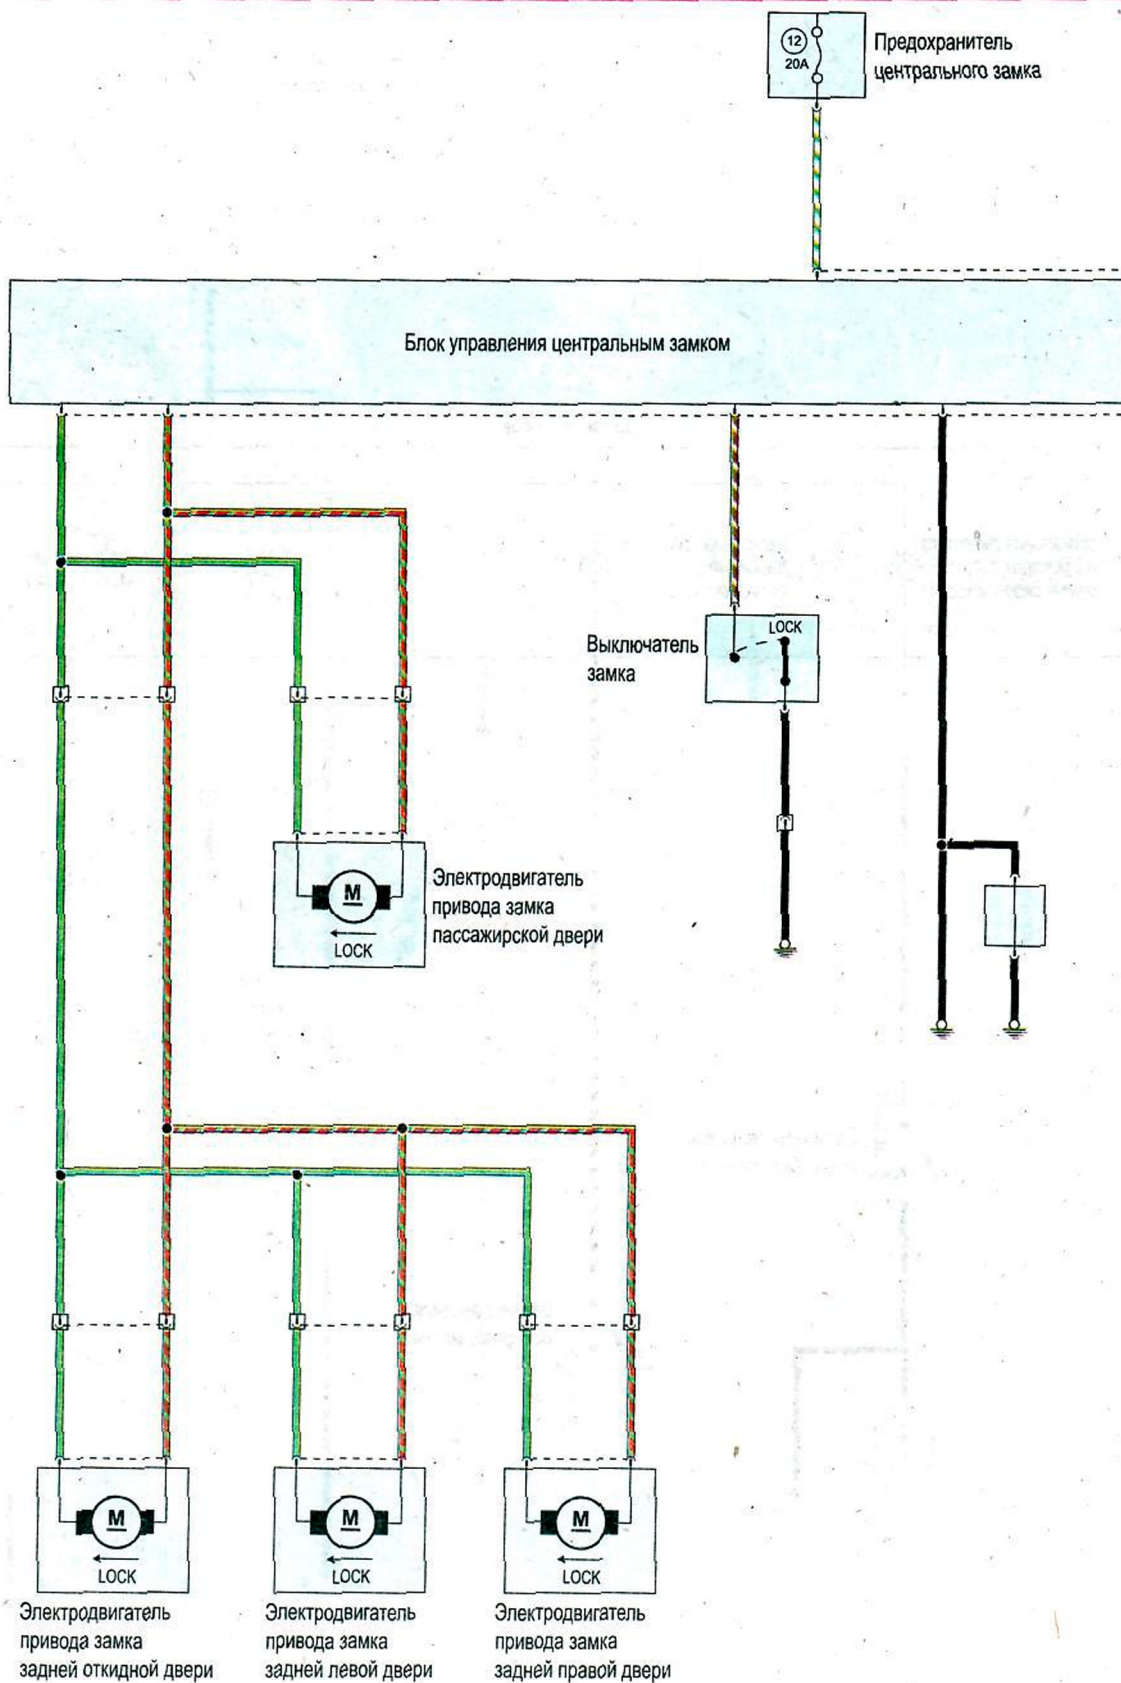 12
20А
Предохранитель
центрального замка
Блок управления центральным замком
LOCK
Выключатель
замка
M
LOCK
Электродвигатель
привода замка
пассажирской двери
M
LOCK
Электродвигатель
привода замка
задней откидной двери
M
LOCK
Электродвигатель
привода замка
задней левой двери
M
LOCK
Электродвигатель
привода замка
задней правой двери